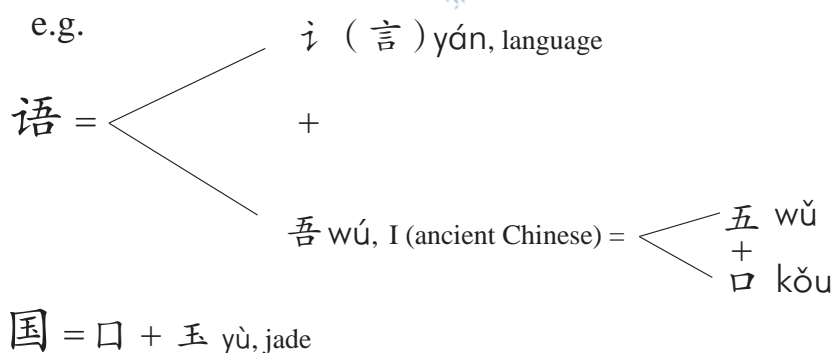 e.g.
讠（言）yán, language
语 =
+
吾 wú, I (ancient Chinese) =
五 wǔ
+
口 kǒu
国 = 口 + 玉 yù, jade